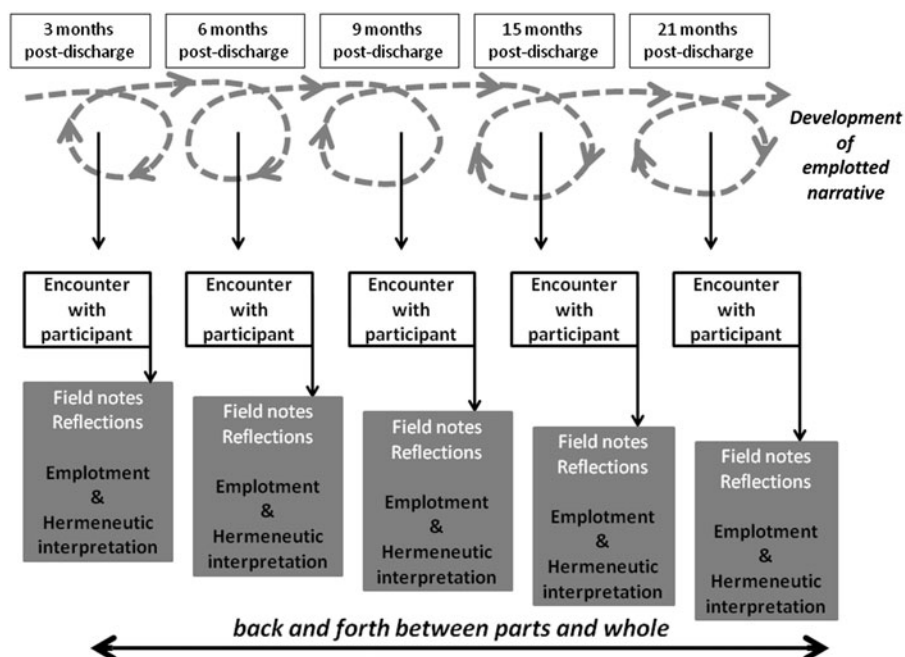 3 months
post-discharge
6 months
post-discharge
9 months
post-discharge
15 months
post-discharge
21 months
post-discharge
Development
of
emplotted
narrative
Encounter
with
participant
Encounter
with
participant
Encounter
with
participant
Encounter
with
participant
Encounter
with
participant
Field notes
Reflections
Emplotment
&
Hermeneutic
interpretation
Field notes
Reflections
Emplotment
&
Hermeneutic
interpretation
Field notes
Reflections
Emplotment
&
Hermeneutic
interpretation
Field notes
Reflections
Emplotment
&
Hermeneutic
interpretation
Field notes
Reflections
Emplotment
&
Hermeneutic
interpretation
back and forth between parts and whole